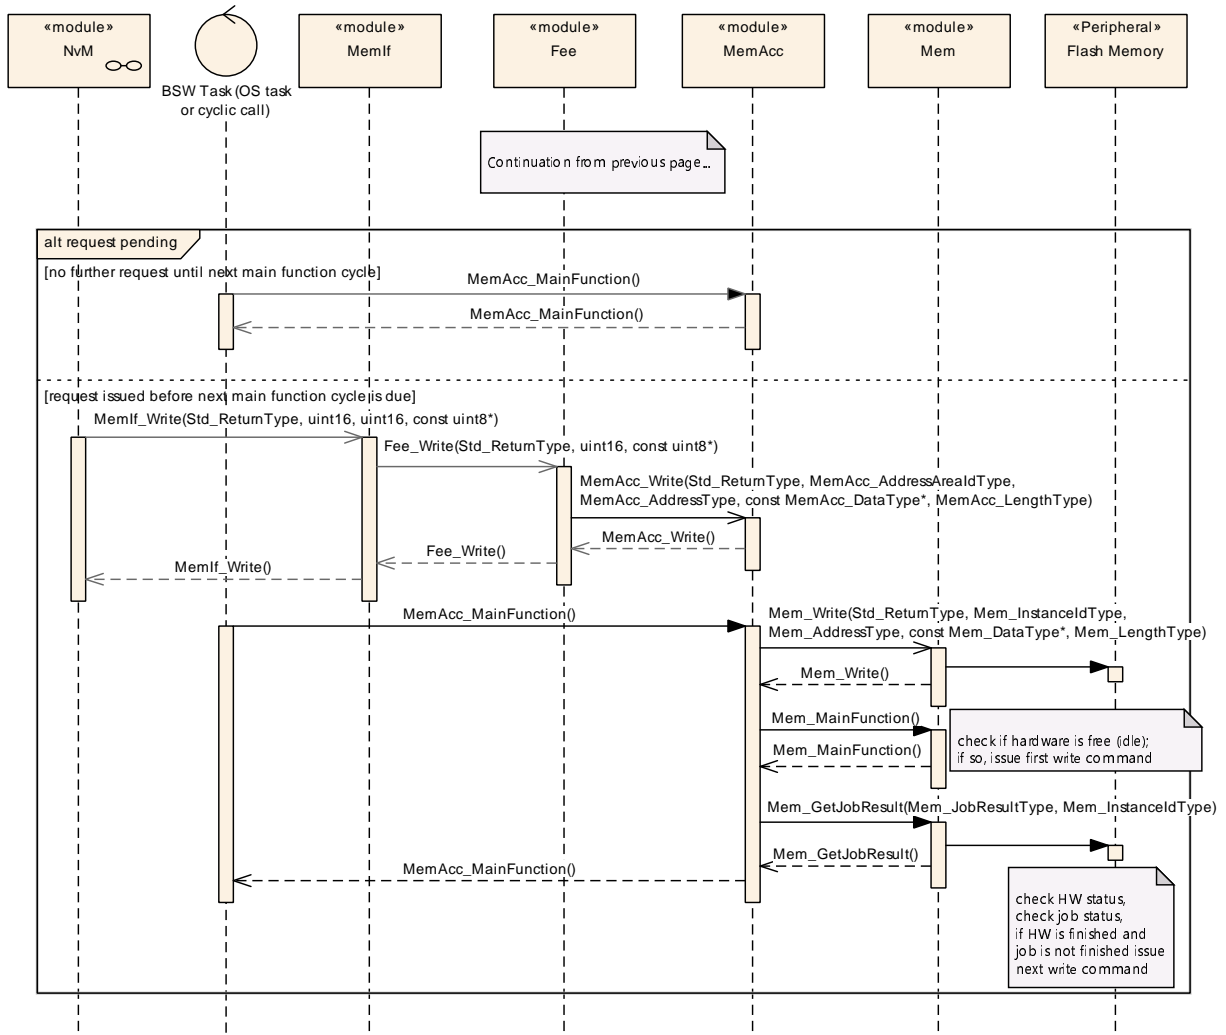 «module»
NvM
BSW Task (OS task
or cyclic call)
«module»
MemIf
«module»
Fee
«module»
MemAcc
«module»
Mem
«Peripheral»
Flash Memory
Continuation from previous page...
alt request pending
[no further request until next main function cycle]
MemAcc_MainFunction()
MemAcc_MainFunction()
[request issued before next main function cycle is due]
MemIf_Write(Std_ReturnType, uint16, uint16, const uint8*)
Fee_Write(Std_ReturnType, uint16, const uint8*)
MemAcc_Write(Std_ReturnType, MemAcc_AddressAreaIdType,
MemAcc_AddressType, const MemAcc_DataType*, MemAcc_LengthType)
MemAcc_Write()
Fee_Write()
MemIf_Write()
MemAcc_MainFunction()
Mem_Write(Std_ReturnType, Mem_InstanceIdType,
Mem_AddressType, const Mem_DataType*, Mem_LengthType)
Mem_Write()
Mem_MainFunction()
check if hardware is free (idle);
if so, issue first write command
Mem_MainFunction()
Mem_GetJobResult(Mem_JobResultType, Mem_InstanceIdType)
Mem_GetJobResult()
MemAcc_MainFunction()
check HW status,
check job status,
if HW is finished and
job is not finished issue
next write command